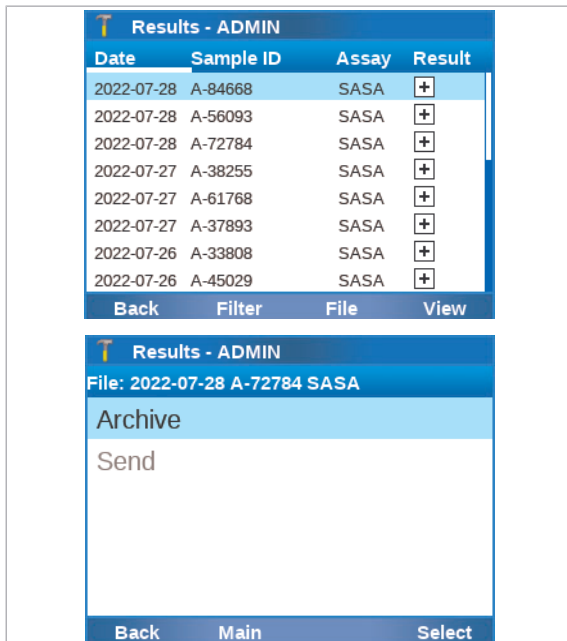 Results - ADMIN
Date Sample ID Assay Result
2022-07-28 A-84668 SASA +
2022-07-28 A-56093 SASA +
2022-07-28 A-72784 SASA +
2022-07-27 A-38255 SASA +
2022-07-27 A-61768 SASA +
2022-07-27 A-37893 SASA +
2022-07-26 A-33808 SASA +
2022-07-26 A-45029 SASA +
Back Filter File View
Results - ADMIN
File: 2022-07-28 A-72784 SASA
Archive
Send
Back Main Select